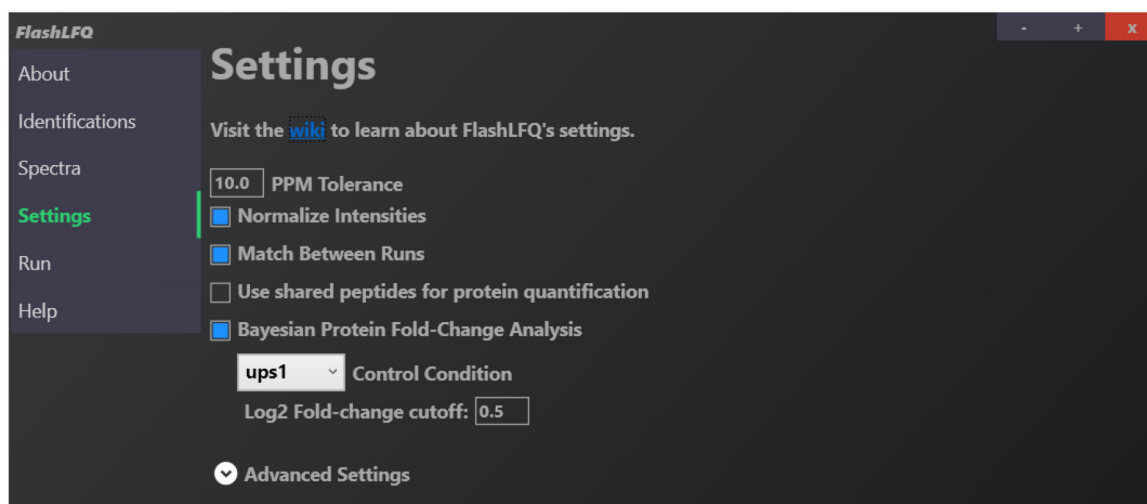 FlashLFQ
- + x
About
Identifications
Spectra
Settings
Run
Help
Settings
Visit the wiki to learn about FlashLFQ's settings.
10.0 PPM Tolerance
Normalize Intensities
Match Between Runs
Use shared peptides for protein quantification
Bayesian Protein Fold-Change Analysis
ups1 Control Condition
Log2 Fold-change cutoff: 0.5
Advanced Settings